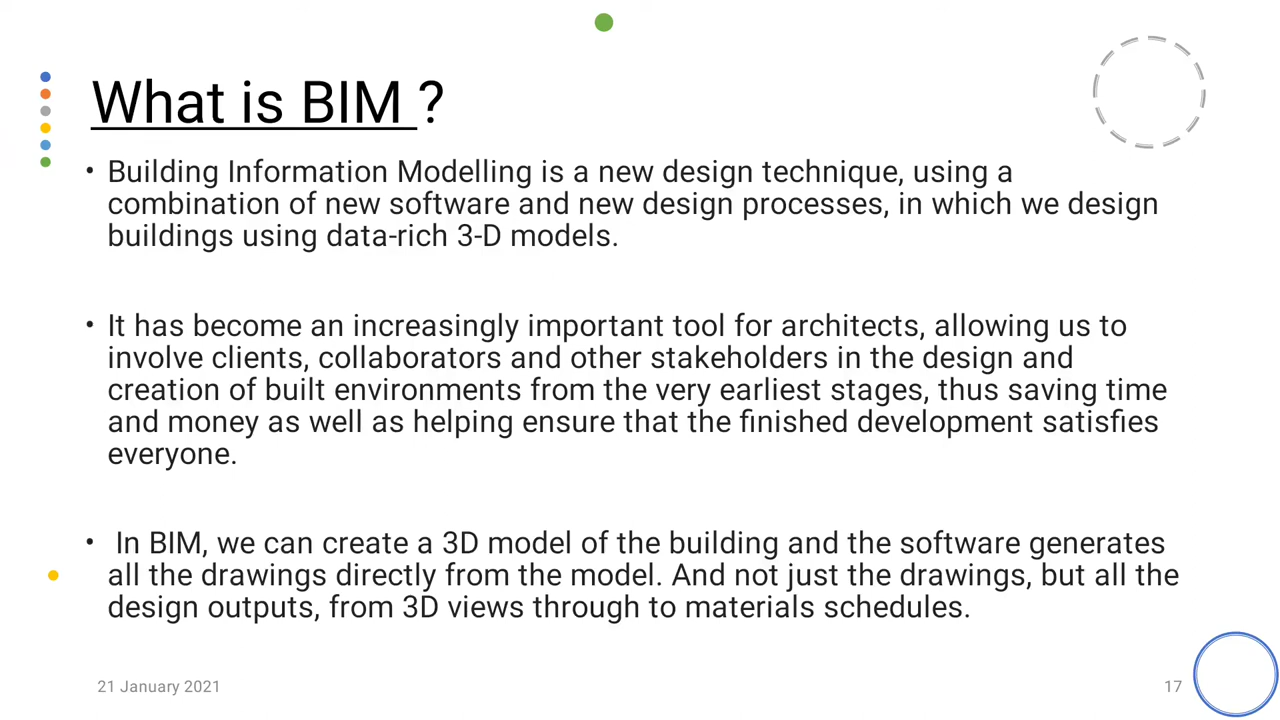 What is BIM ?
• Building Information Modelling is a new design technique, using a
combination of new software and new design processes, in which we design
buildings using data-rich 3-D models.
• It has become an increasingly important tool for architects, allowing us to
involve clients, collaborators and other stakeholders in the design and
creation of built environments from the very earliest stages, thus saving time
and money as well as helping ensure that the finished development satisfies
everyone.
• In BIM, we can create a 3D model of the building and the software generates
all the drawings directly from the model. And not just the drawings, but all the
design outputs, from 3D views through to materials schedules.
21 January 2021
17